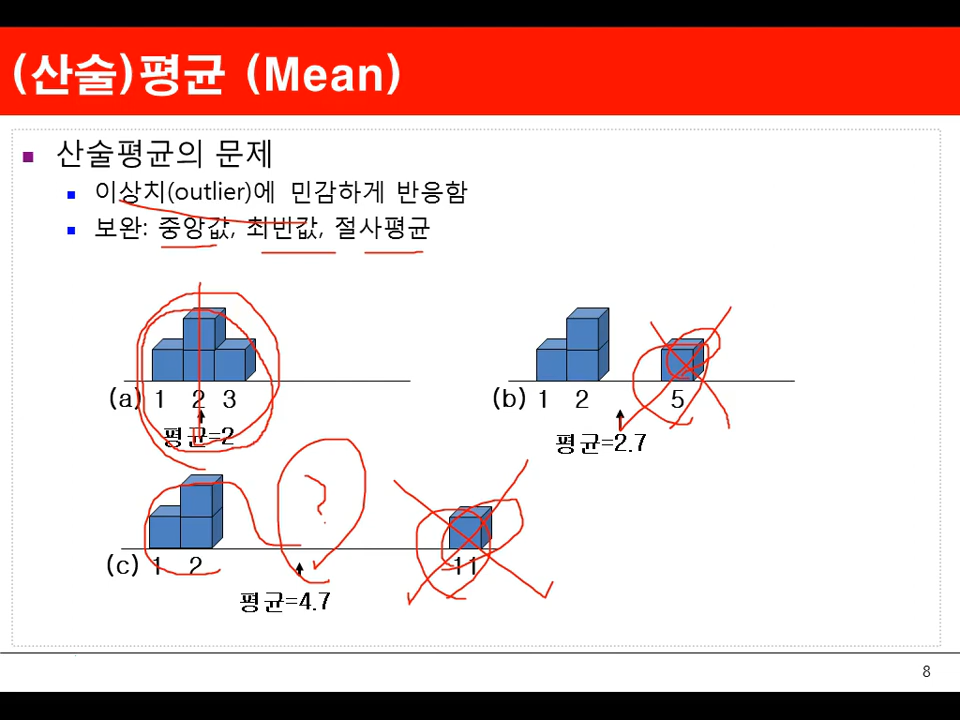 (산술)평균 (Mean)
산술평균의 문제
이상치(outlier)에 민감하게 반응함
보완: 중앙값, 최빈값, 절사평균
(a) 1 2 3
평균=2
(b) 1 2 5
평균=2.7
(c) 1 2 11
평균=4.7
?
8